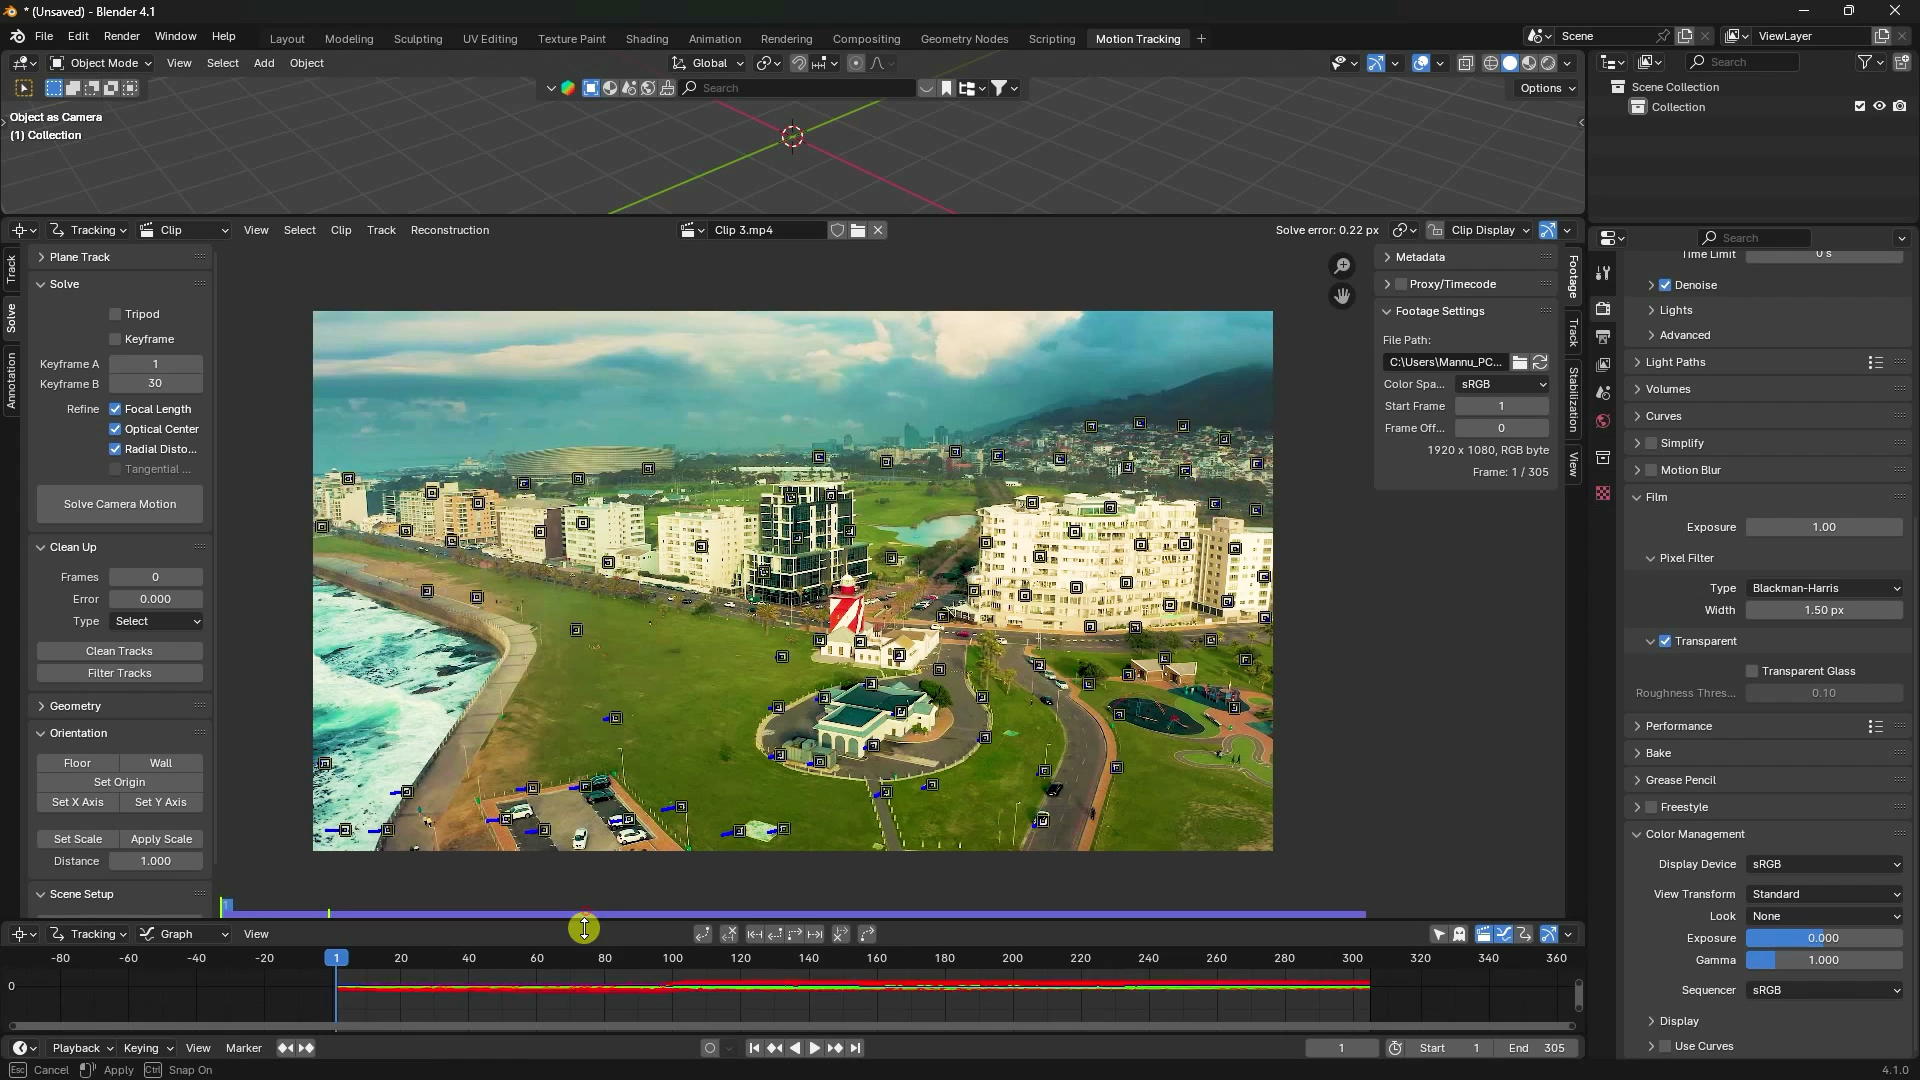 * (Unsaved) - Blender 4.1
File Edit Render Window Help Layout Modeling Sculpting UV Editing Texture Paint Shading Animation Rendering Compositing Geometry Nodes Scripting Motion Tracking + Scene ViewLayer
Object Mode View Select Add Object Global Search
Search Options
Scene Collection
Collection
Object as Camera
(1) Collection
Tracking Clip View Select Clip Track Reconstruction Clip 3.mp4 Solve error: 0.22 px Clip Display
Search
Track
Solve
Annotation
Plane Track
Solve
Tripod
Keyframe
Keyframe A 1
Keyframe B 30
Refine Focal Length
Optical Center
Radial Disto...
Tangential ...
Solve Camera Motion
Clean Up
Frames 0
Error 0.000
Type Select
Clean Tracks
Filter Tracks
Geometry
Orientation
Floor Wall
Set Origin
Set X Axis Set Y Axis
Set Scale Apply Scale
Distance 1.000
Scene Setup
Metadata
Proxy/Timecode
Footage Settings
File Path:
C:\Users\Mannu_PC...
Color Spa... sRGB
Start Frame 1
Frame Off... 0
1920 x 1080, RGB byte
Frame: 1 / 305
Footage
Track
Stabilization
View
Time Limit 0 s
Denoise
Lights
Advanced
Light Paths
Volumes
Curves
Simplify
Motion Blur
Film
Exposure 1.00
Pixel Filter
Type Blackman-Harris
Width 1.50 px
Transparent
Transparent Glass
Roughness Thres... 0.10
Performance
Bake
Grease Pencil
Freestyle
Color Management
Display Device sRGB
View Transform Standard
Look None
Exposure 0.000
Gamma 1.000
Sequencer sRGB
Display
Use Curves
1
Tracking Graph View
-80 -60 -40 -20 1 20 40 60 80 100 120 140 160 180 200 220 240 260 280 300 320 340 360
0
Playback Keying View Marker 1 Start 1 End 305
Esc Cancel Apply Ctrl Snap On 4.1.0